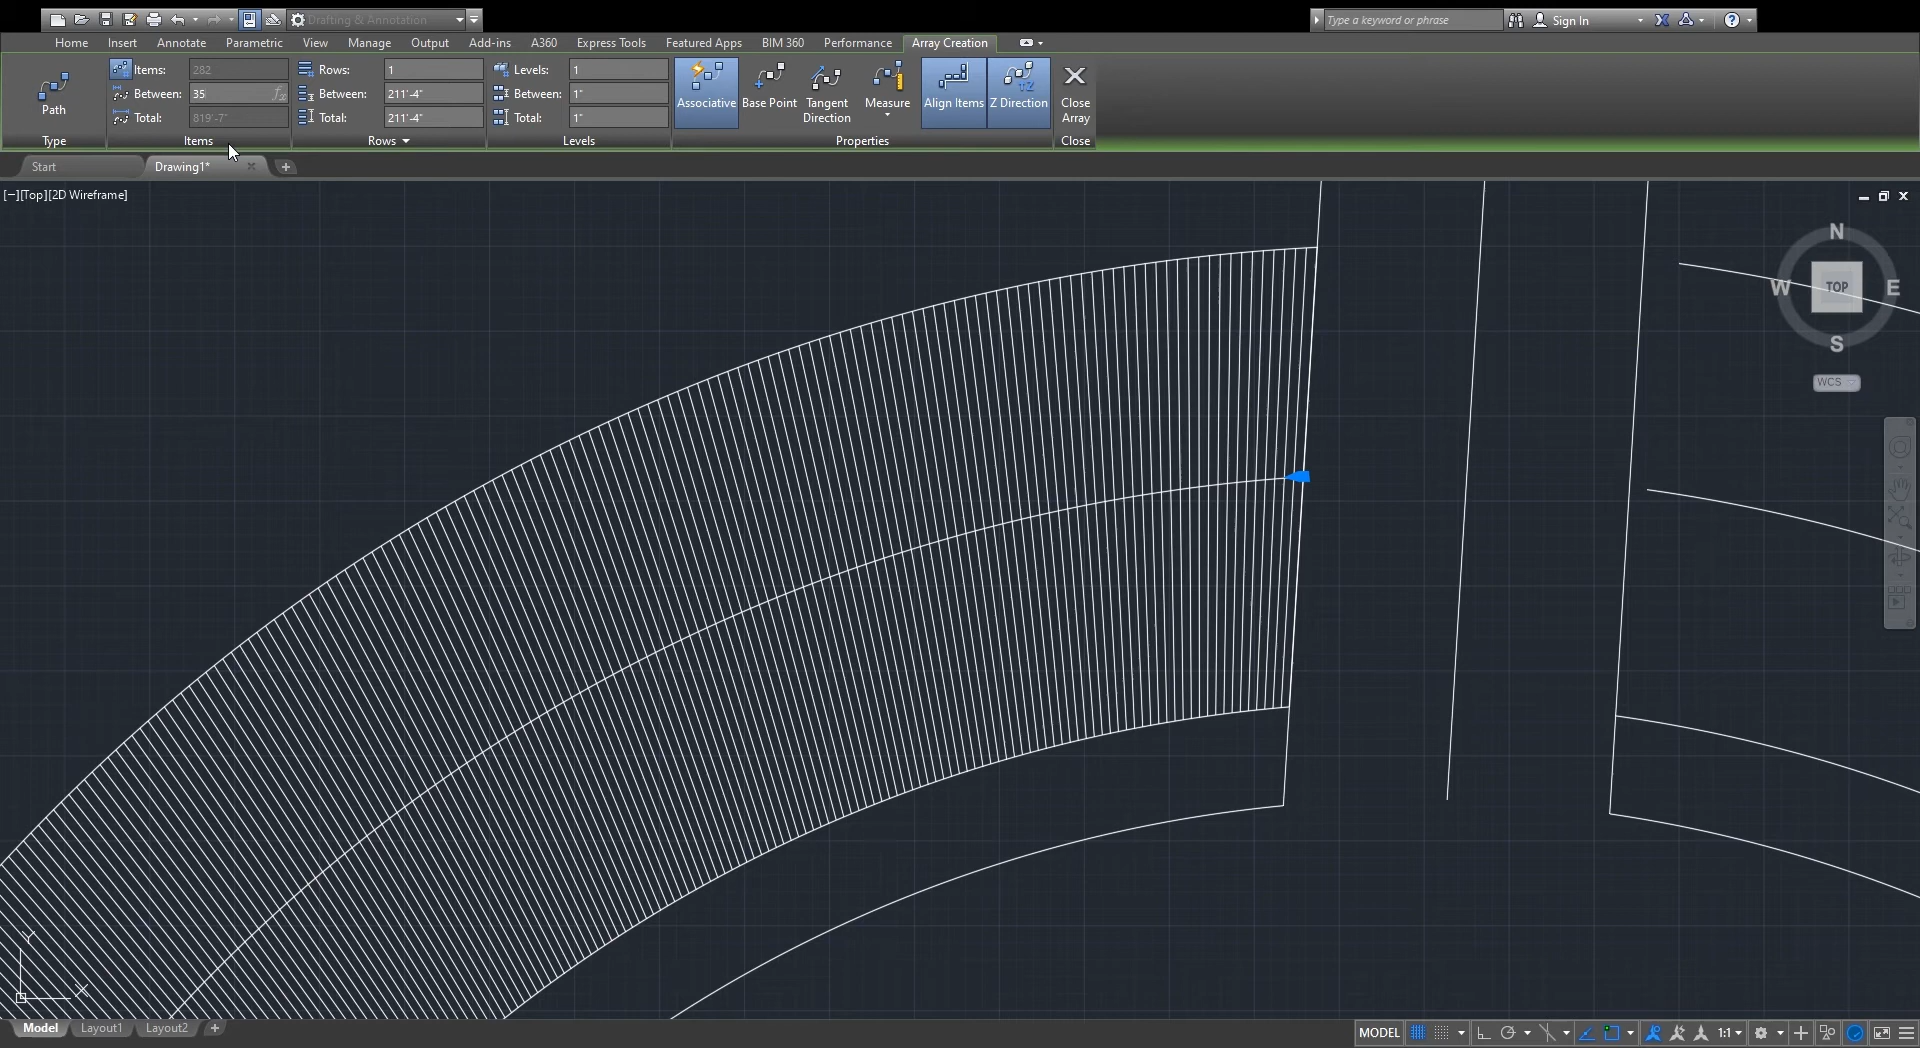 Drafting & Annotation
Type a keyword or phrase
Sign In
Home Insert Annotate Parametric View Manage Output Add-ins A360 Express Tools Featured Apps BIM 360 Performance Array Creation
Items: 282 Rows: 1 Levels: 1
Between: 35 Between: 211'-4" Between: 1"
Total: 819'-7" Total: 211'-4" Total: 1"
Path
Associative Base Point Tangent Direction Measure Align Items Z Direction Close Array
Type Items Rows Levels Properties Close
Start Drawing1*
[−][Top][2D Wireframe]
N
W TOP E
S
WCS
Y
X
Model Layout1 Layout2
MODEL 1:1